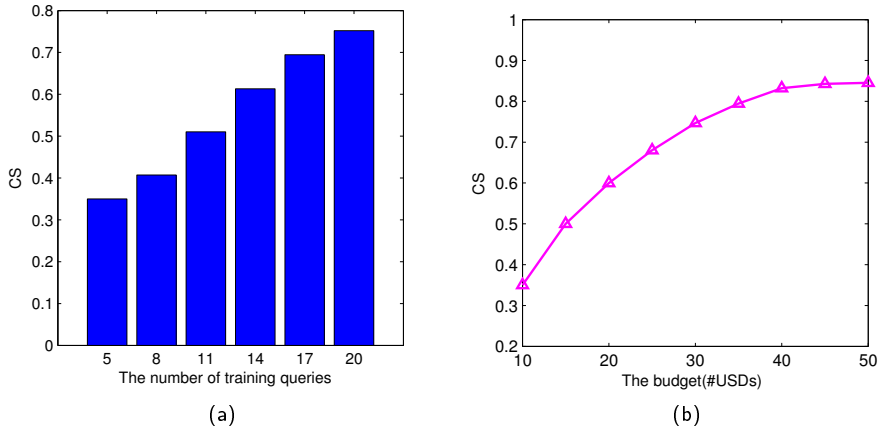 0.8
0.7
0.6
0.5
0.4
0.3
0.2
0.1
0
CS
5 8 11 14 17 20
The number of training queries
(a)
1
0.9
0.8
0.7
0.6
0.5
0.4
0.3
0.2
CS
10 20 30 40 50
The budget(#USDs)
(b)